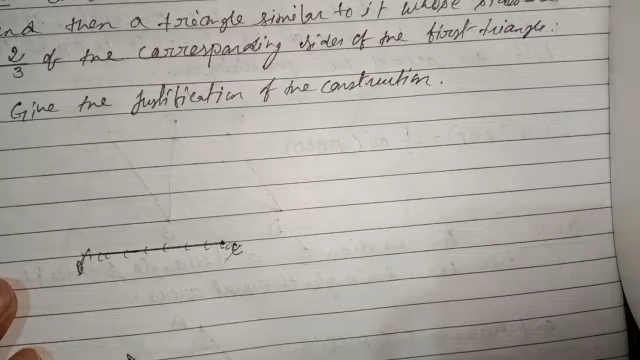 then a triangle similar to it whose
2/3 of the corresponding sides of the first triangle.
Give the Justification of the construction.